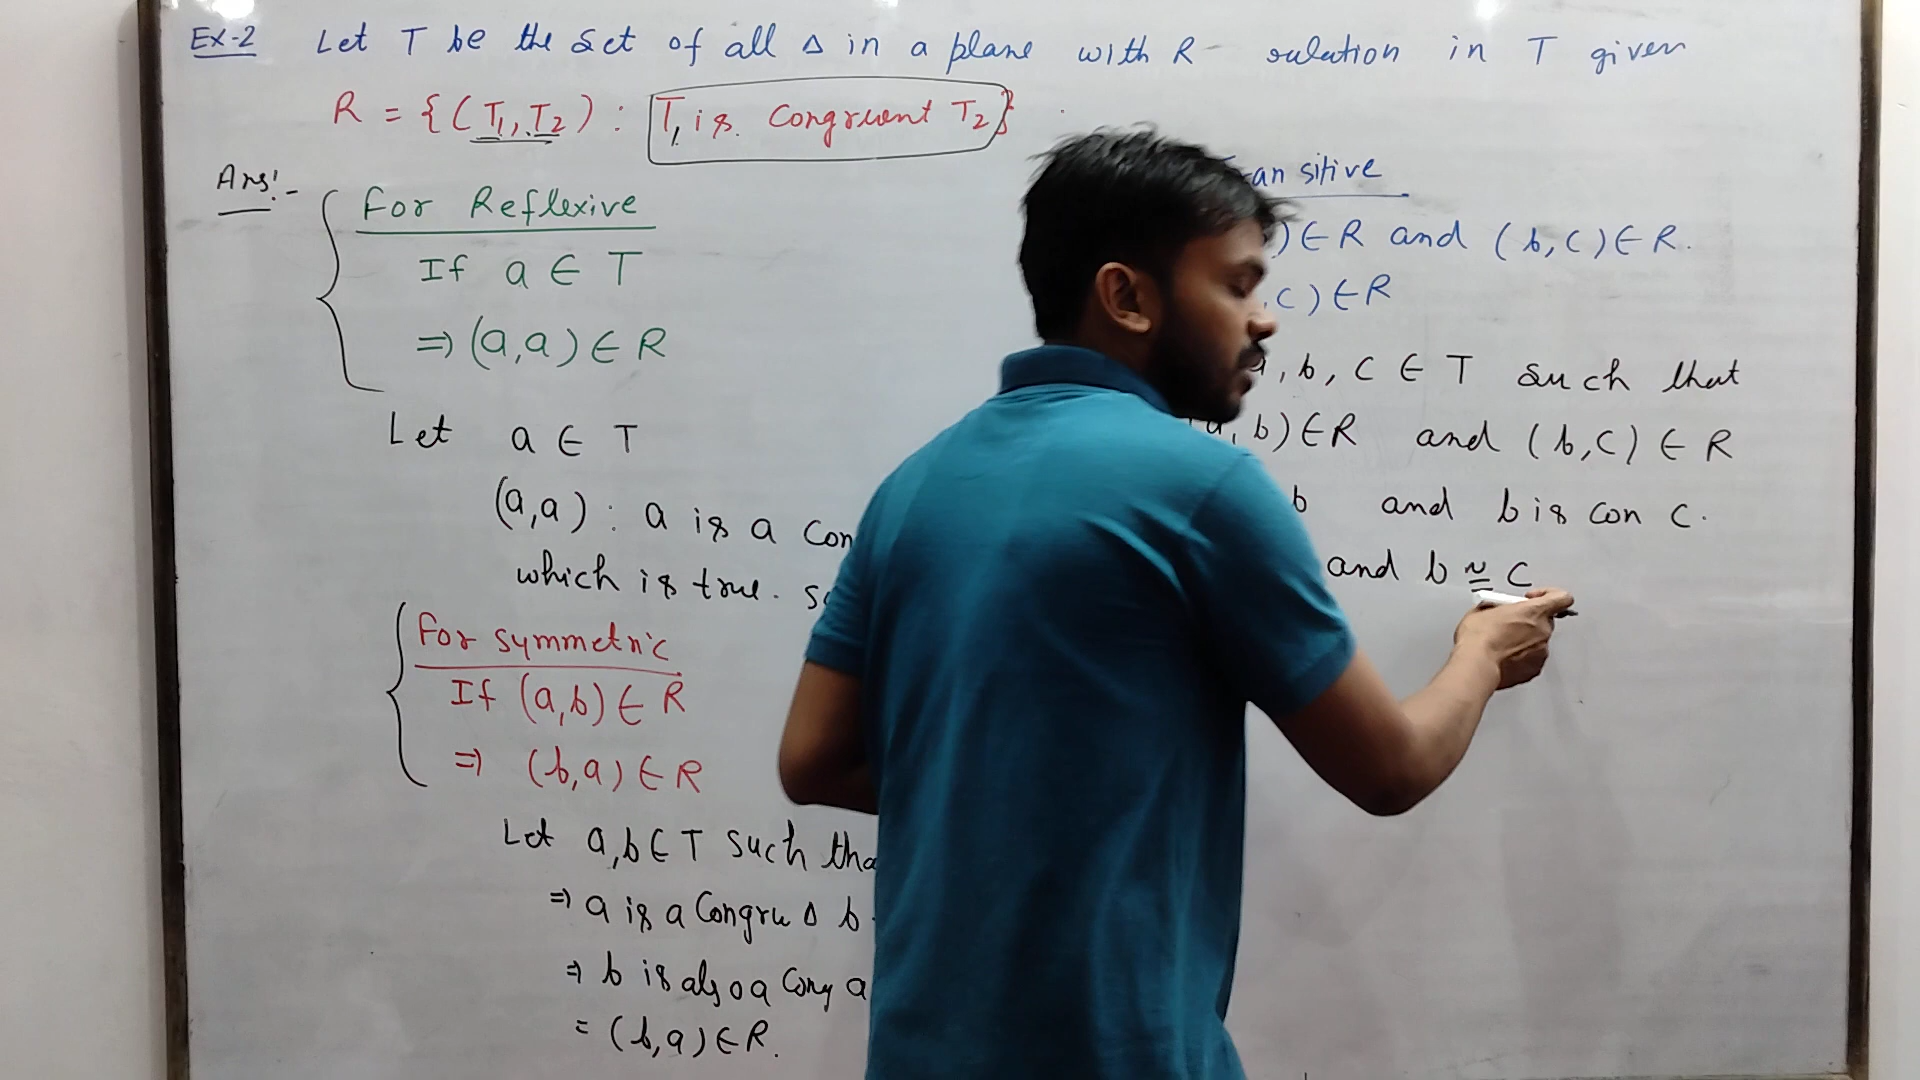 Ex-2 Let T be the set of all Δ in a plane with R - relation in T given
R = {(T1, T2) : T1 is congruent T2}
Ans:-
For Reflexive
If a ∈ T
⇒ (a,a) ∈ R
Let a ∈ T
(a,a) : a is a con
which is true. so
For symmetric
If (a,b) ∈ R
⇒ (b,a) ∈ R
Let a,b ∈ T such tha
⇒ a is a Congru Δ b
⇒ b is also a Cong a
= (b,a) ∈ R.
ansitive
) ∈ R and (b,c) ∈ R.
,c) ∈ R
a, b, c ∈ T such that
(a, b) ∈ R and (b,c) ∈ R
b and b is con c.
and b ≅ c